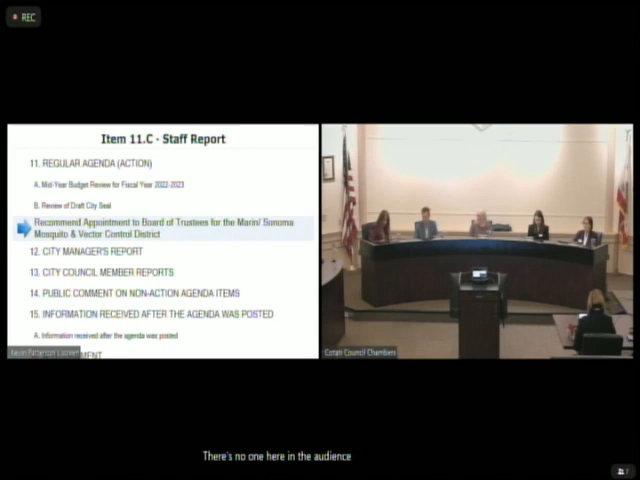 REC
Item 11.C - Staff Report
11. REGULAR AGENDA (ACTION)
A. Mid-Year Budget Review for Fiscal Year 2022-2023
B. Review of Draft City Seal
Recommend Appointment to Board of Trustees for the Marin/ Sonoma
Mosquito & Vector Control District
12. CITY MANAGER'S REPORT
13. CITY COUNCIL MEMBER REPORTS
14. PUBLIC COMMENT ON NON-ACTION AGENDA ITEMS
15. INFORMATION RECEIVED AFTER THE AGENDA WAS POSTED
A. Information received after the agenda was posted
Kevin Patterson MENT
Cotati Council Chambers
There's no one here in the audience
7